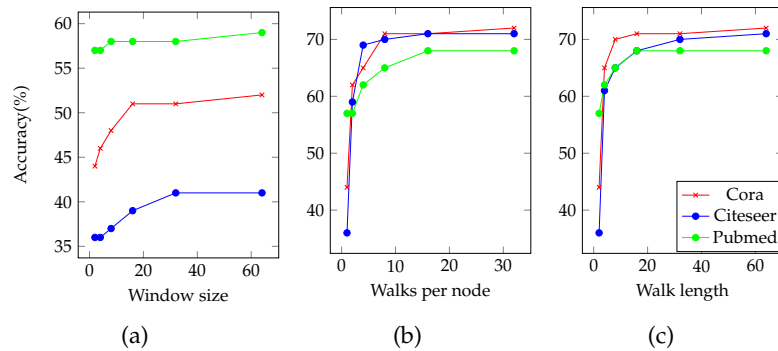 60
55
50
45
40
35
Accuracy(%)
0 20 40 60
Window size
(a)
70
60
50
40
0 10 20 30
Walks per node
(b)
70
60
50
40
Cora
Citeseer
Pubmed
0 20 40 60
Walk length
(c)